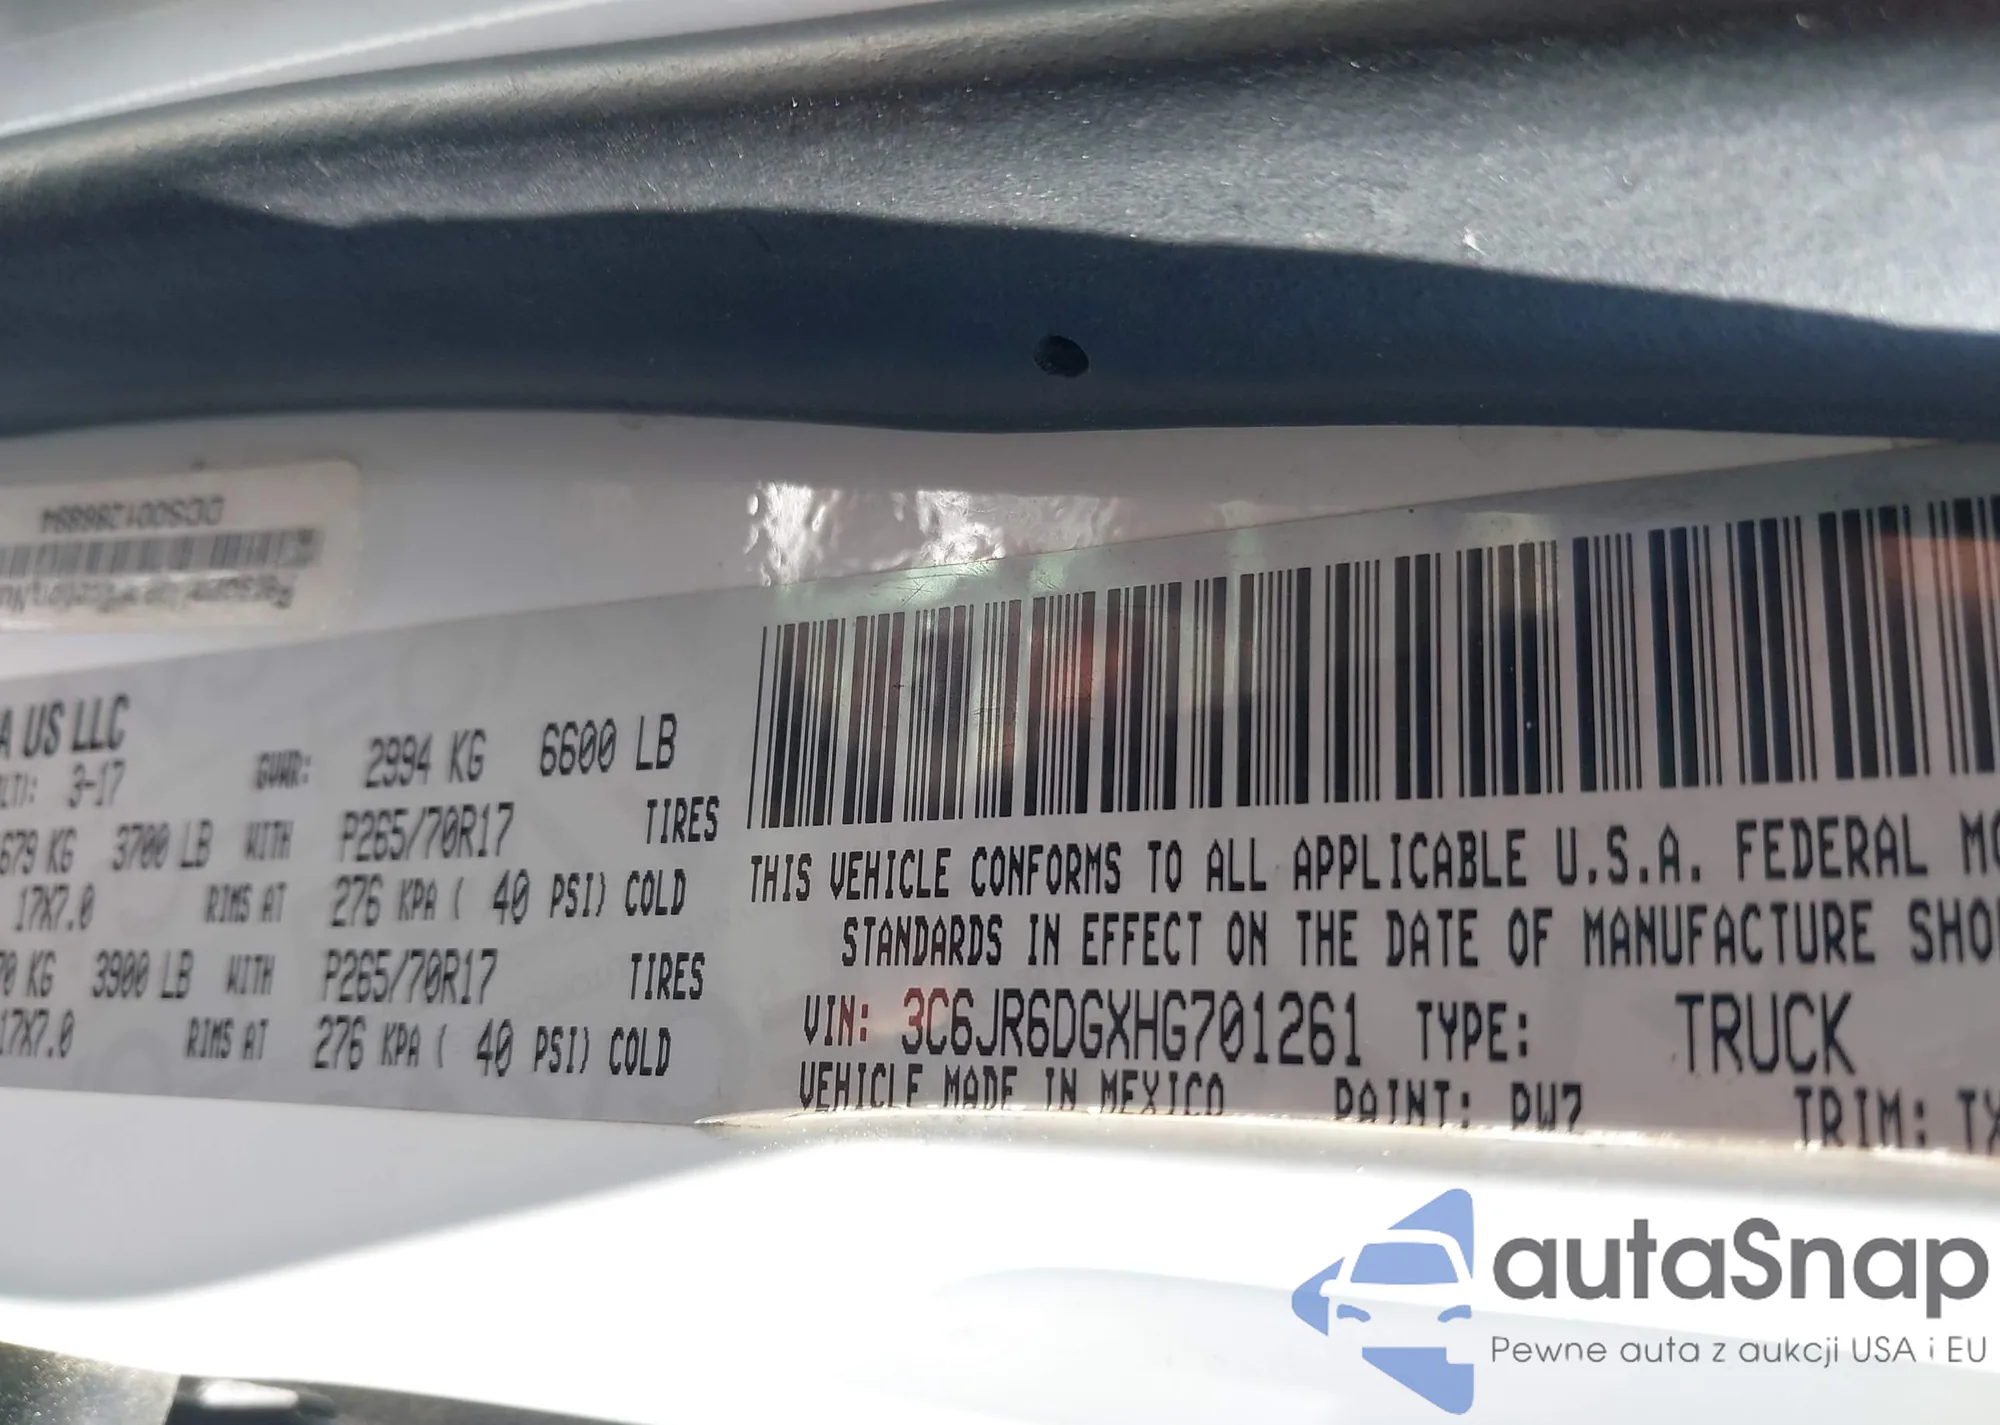 DCS001286894
A US LLC
3-17
GVWR: 2994 KG 6600 LB
679 KG 3700 LB WITH P265/70R17 TIRES
17X7.0 RIMS AT 276 KPA ( 40 PSI) COLD
70 KG 3900 LB WITH P265/70R17 TIRES
17X7.0 RIMS AT 276 KPA ( 40 PSI) COLD
THIS VEHICLE CONFORMS TO ALL APPLICABLE U.S.A. FEDERAL MO
STANDARDS IN EFFECT ON THE DATE OF MANUFACTURE SHO
VIN: 3C6JR6DGXHG701261 TYPE: TRUCK
VEHICLE MADE IN MEXICO PAINT: PW7 TRIM: TX
autaSnap
Pewne auta z aukcji USA i EU